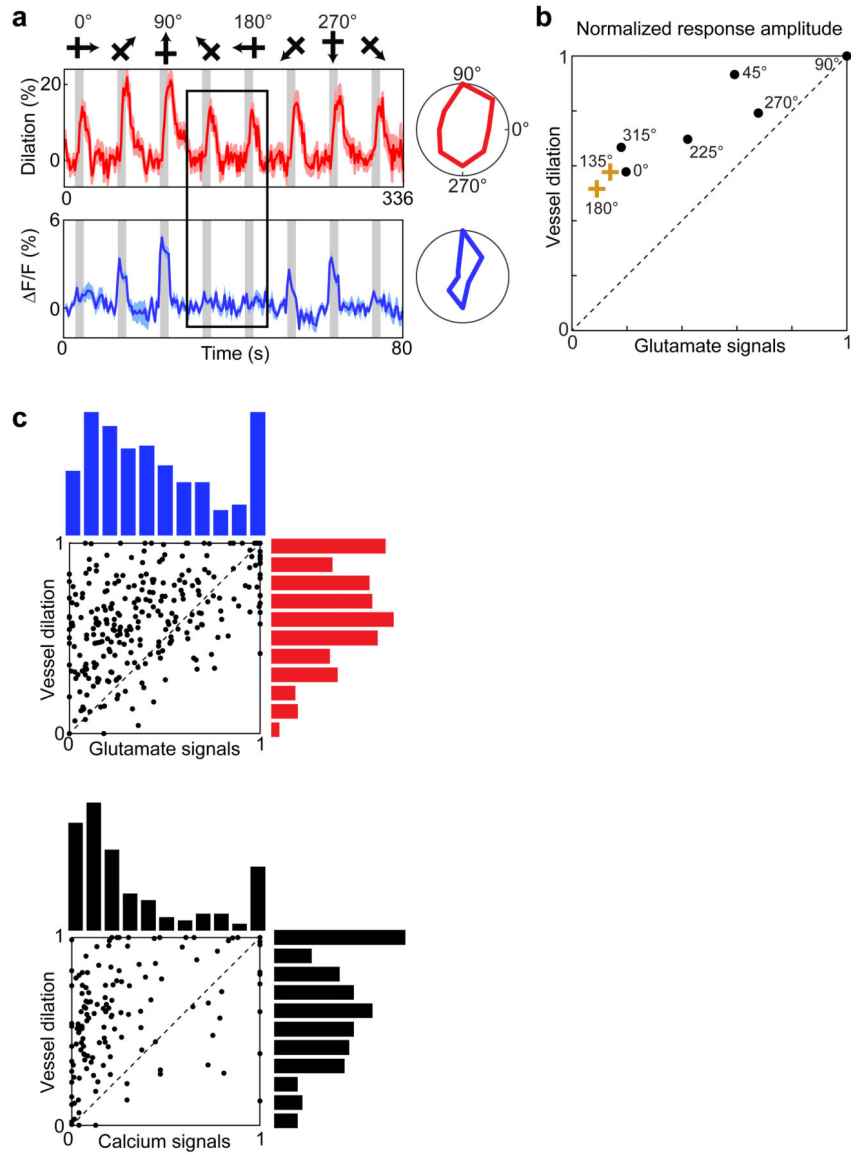 a
0° 90° 180° 270°
Dilation (%)
20
0
0 336
90°
0°
270°
ΔF/F (%)
6
0
0 Time (s) 80
b
Normalized response amplitude
1
90°
45°
270°
315°
225°
135°
0°
180°
Vessel dilation
0
0 Glutamate signals 1
c
1
Vessel dilation
0
0 Glutamate signals 1
1
Vessel dilation
0
0 Calcium signals 1